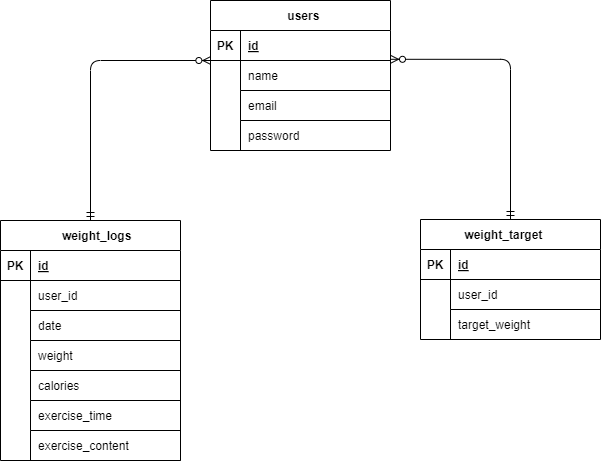 users
PK id
name
email
password
weight_logs
PK id
user_id
date
weight
calories
exercise_time
exercise_content
weight_target
PK id
user_id
target_weight